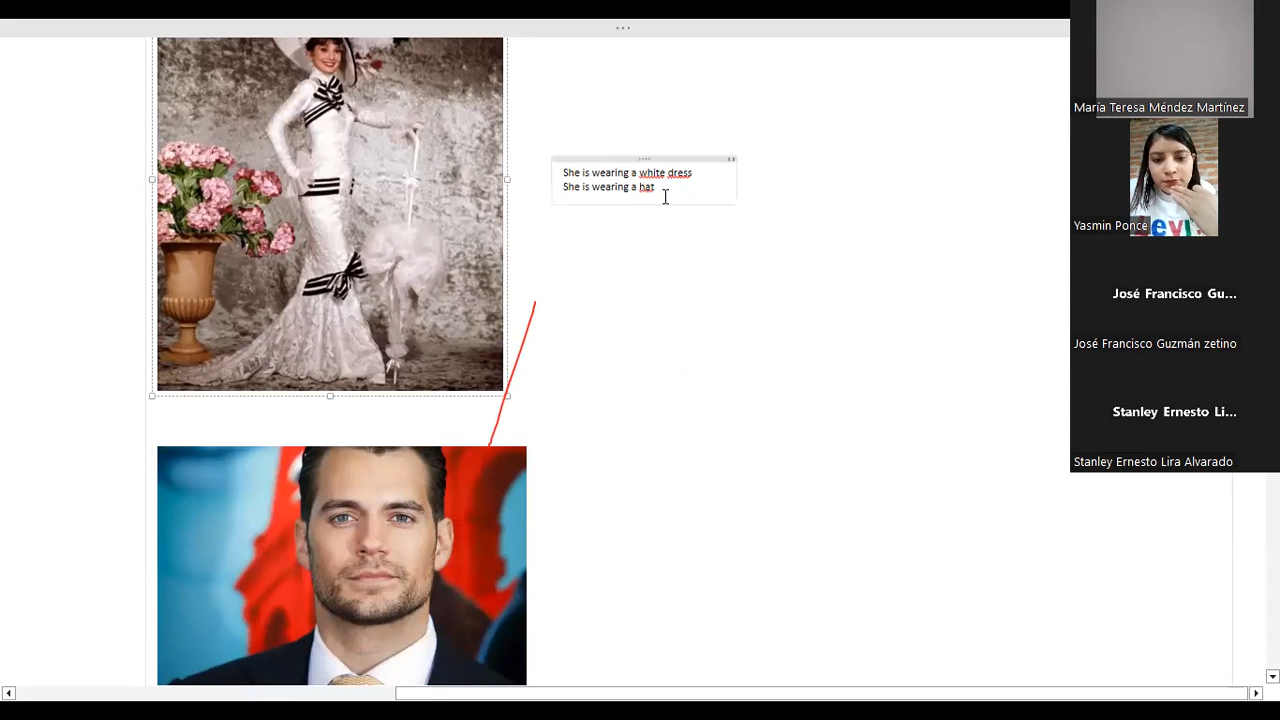 María Teresa Méndez Martínez
She is wearing a white dress
She is wearing a hat
Yasmin Ponce
José Francisco Gu...
José Francisco Guzmán zetino
Stanley Ernesto Li...
Stanley Ernesto Lira Alvarado